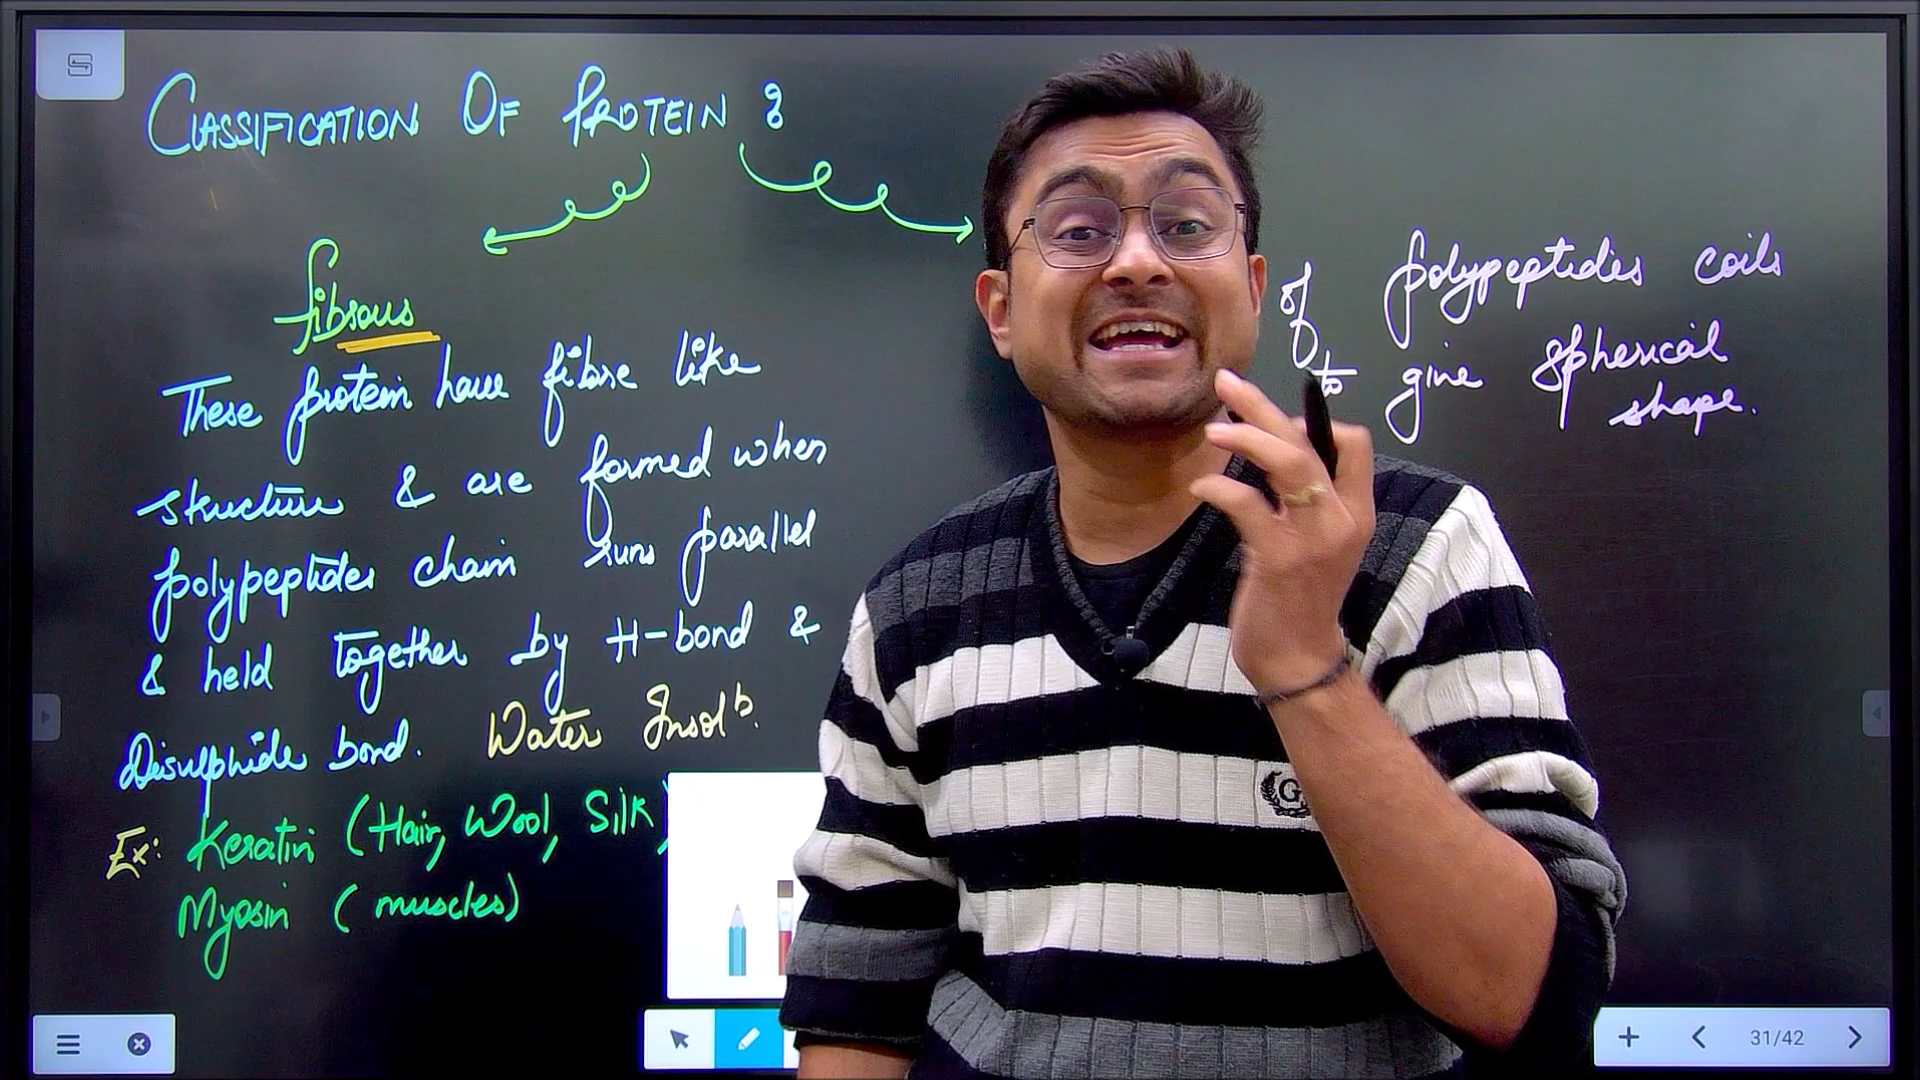 CLASSIFICATION OF PROTEIN :
fibrous
These protein have fibre like
structure & are formed when
polypeptides chain runs parallel
& held together by H-bond &
Disulphide bond. Water Insolb.
Ex: Keratin (Hair, Wool, Silk)
Myosin (muscles)
of polypeptides coils
to give spherical
shape.
G
31/42